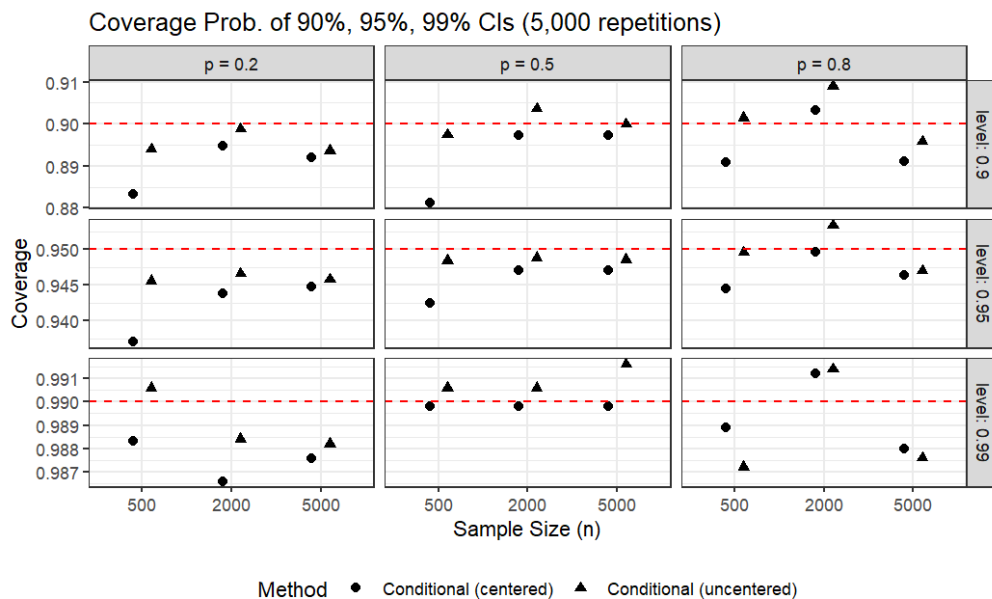 Coverage Prob. of 90%, 95%, 99% CIs (5,000 repetitions)
p = 0.2
p = 0.5
p = 0.8
0.91
0.90
0.89
0.88
level: 0.9
0.950
0.945
0.940
level: 0.95
0.991
0.990
0.989
0.988
0.987
level: 0.99
Coverage
500 2000 5000
500 2000 5000
500 2000 5000
Sample Size (n)
Method Conditional (centered) Conditional (uncentered)